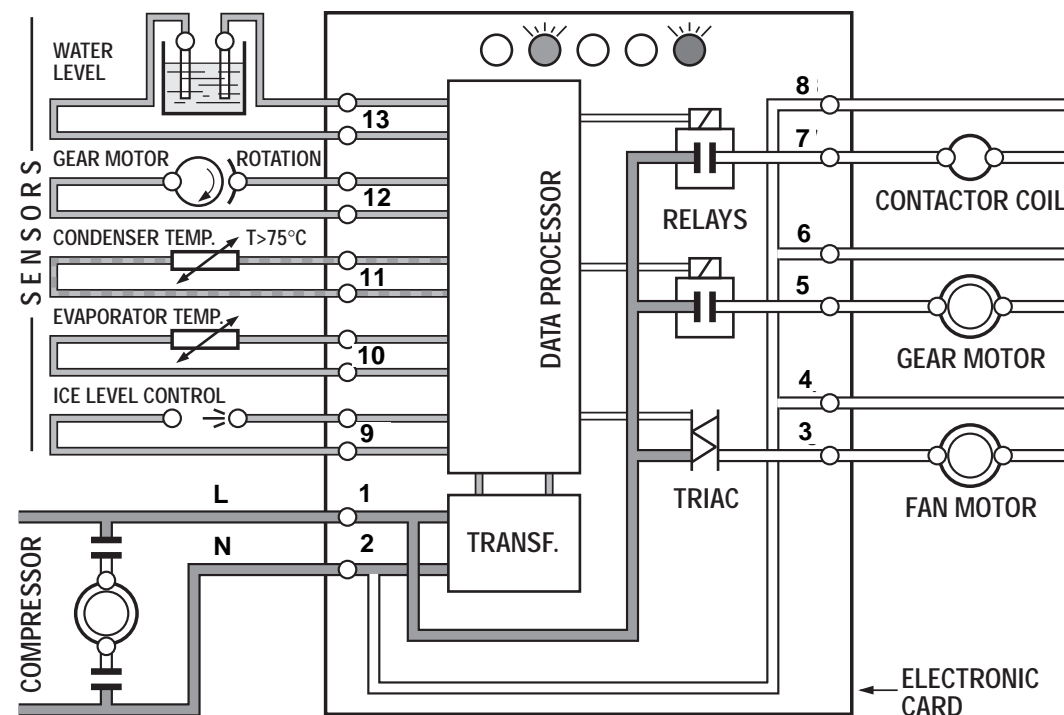 SENSORS
WATER
LEVEL
13
GEAR MOTOR ROTATION
12
CONDENSER TEMP. T>75°C
11
EVAPORATOR TEMP.
10
ICE LEVEL CONTROL
9
L 1
N 2
COMPRESSOR
DATA PROCESSOR
TRANSF.
RELAYS
TRIAC
8
7
CONTACTOR COIL
6
5
GEAR MOTOR
4
3
FAN MOTOR
ELECTRONIC
CARD